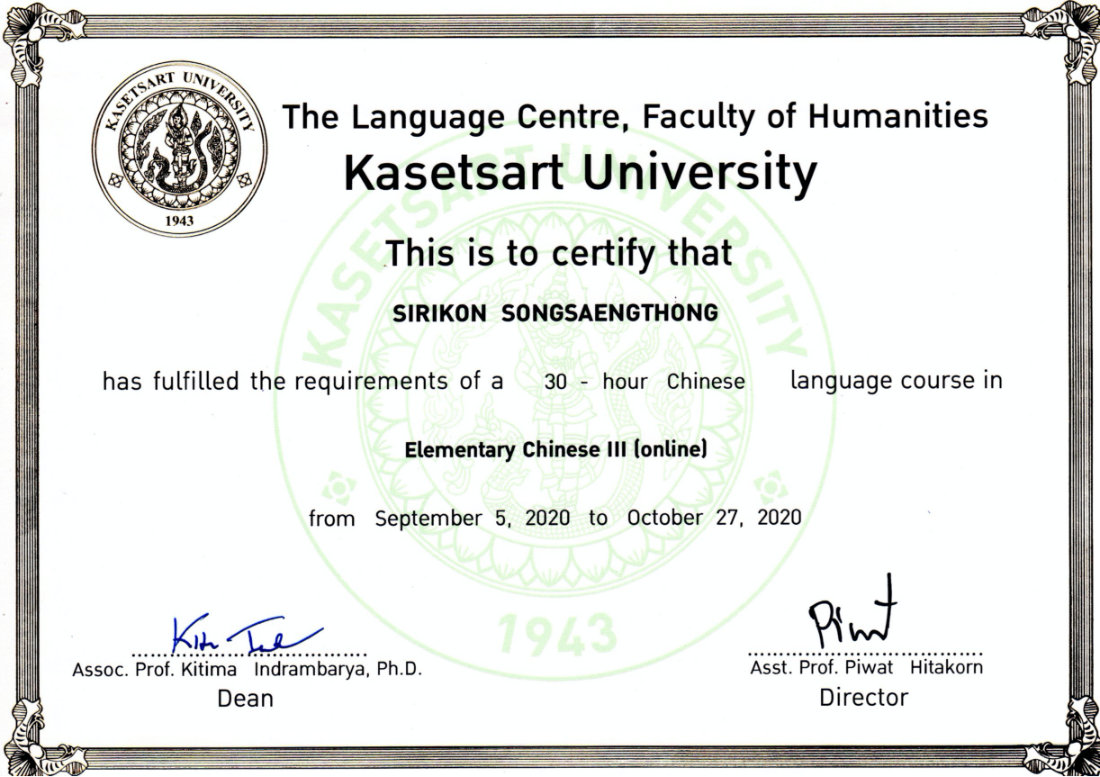 KASETSART UNIVERSITY
1943
The Language Centre, Faculty of Humanities
Kasetsart University
This is to certify that
SIRIKON SONGSAENGTHONG
has fulfilled the requirements of a 30 - hour Chinese language course in
Elementary Chinese III (online)
from September 5, 2020 to October 27, 2020
KASETSART UNIVERSITY
1943
Assoc. Prof. Kitima Indrambarya, Ph.D.
Dean
Piwat
Asst. Prof. Piwat Hitakorn
Director